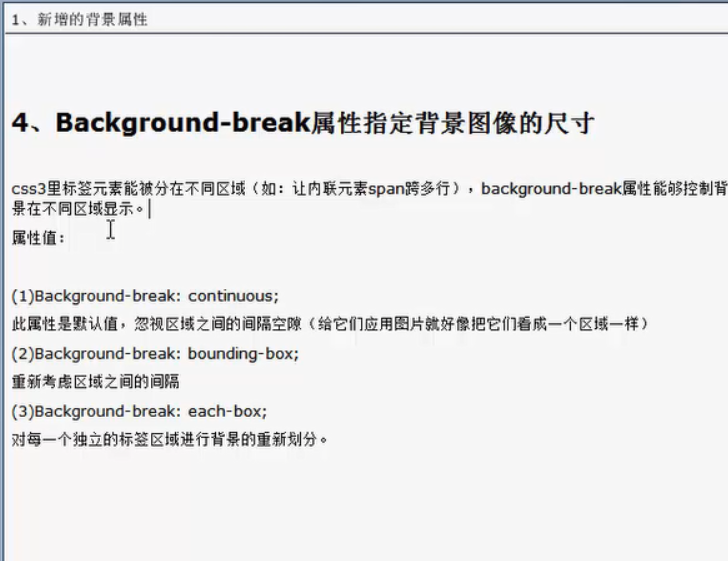 1、新增的背景属性
4、Background-break属性指定背景图像的尺寸
css3里标签元素能被分在不同区域（如：让内联元素span跨多行），background-break属性能够控制背
景在不同区域显示。
属性值：
(1)Background-break: continuous;
此属性是默认值，忽视区域之间的间隔空隙（给它们应用图片就好像把它们看成一个区域一样）
(2)Background-break: bounding-box;
重新考虑区域之间的间隔
(3)Background-break: each-box;
对每一个独立的标签区域进行背景的重新划分。